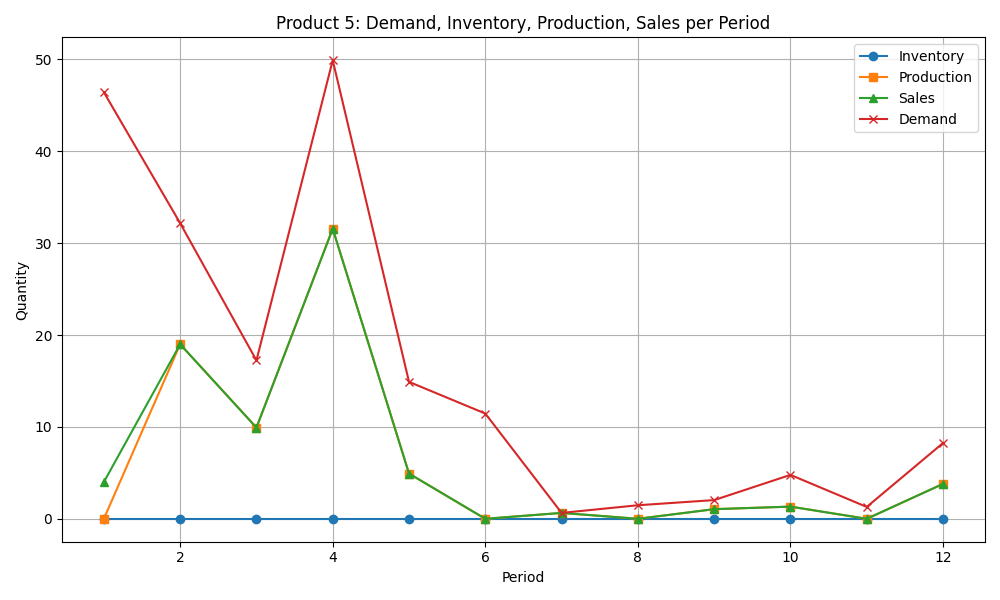 Product 5: Demand, Inventory, Production, Sales per Period
Inventory
Production
Sales
Demand
50
40
30
20
10
0
Quantity
2 4 6 8 10 12
Period